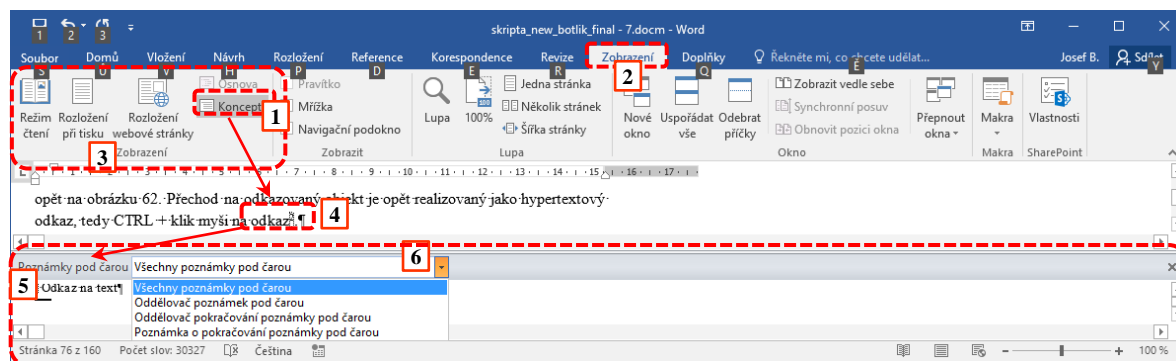 skripta_new_botlik_final - 7.docm - Word
1 2 3
Soubor Domů Vložení Návrh Rozložení Reference Korespondence Revize Zobrazení Doplňky Řekněte mi, co chcete udělat... Josef B.
S U V H P D E R 2 Q É Y
Osnova Pravítko Jedna stránka Zobrazit vedle sebe
Koncept 1 Mřížka Několik stránek Synchronní posuv
Režim čtení Rozložení při tisku Rozložení webové stránky Navigační podokno Lupa 100% Šířka stránky Nové okno Uspořádat vše Odebrat příčky Obnovit pozici okna Přepnout okna Makra Vlastnosti
3
Zobrazení Zobrazit Lupa Okno Makra SharePoint
opět na obrázku 62. Přechod na odkazovaný objekt je opět realizovaný jako hypertextový
odkaz, tedy CTRL + klik myší na odkaz ¶ 4
Poznámky pod čarou Všechny poznámky pod čarou 6
5 Odkaz na text¶ Všechny poznámky pod čarou
Oddělovač poznámek pod čarou
Oddělovač pokračování poznámky pod čarou
Poznámka o pokračování poznámky pod čarou
Stránka 76 z 160 Počet slov: 30327 Čeština 100 %